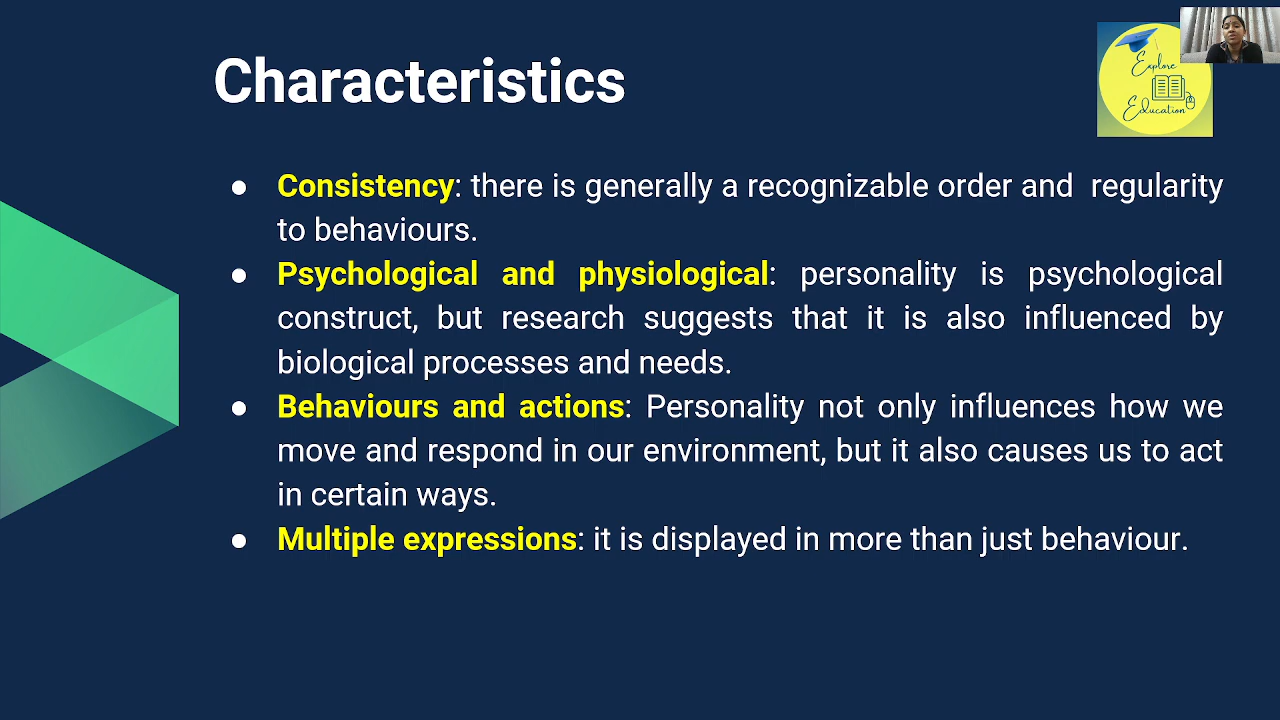 Characteristics
Explore
Education
● Consistency: there is generally a recognizable order and regularity
to behaviours.
● Psychological and physiological: personality is psychological
construct, but research suggests that it is also influenced by
biological processes and needs.
● Behaviours and actions: Personality not only influences how we
move and respond in our environment, but it also causes us to act
in certain ways.
● Multiple expressions: it is displayed in more than just behaviour.